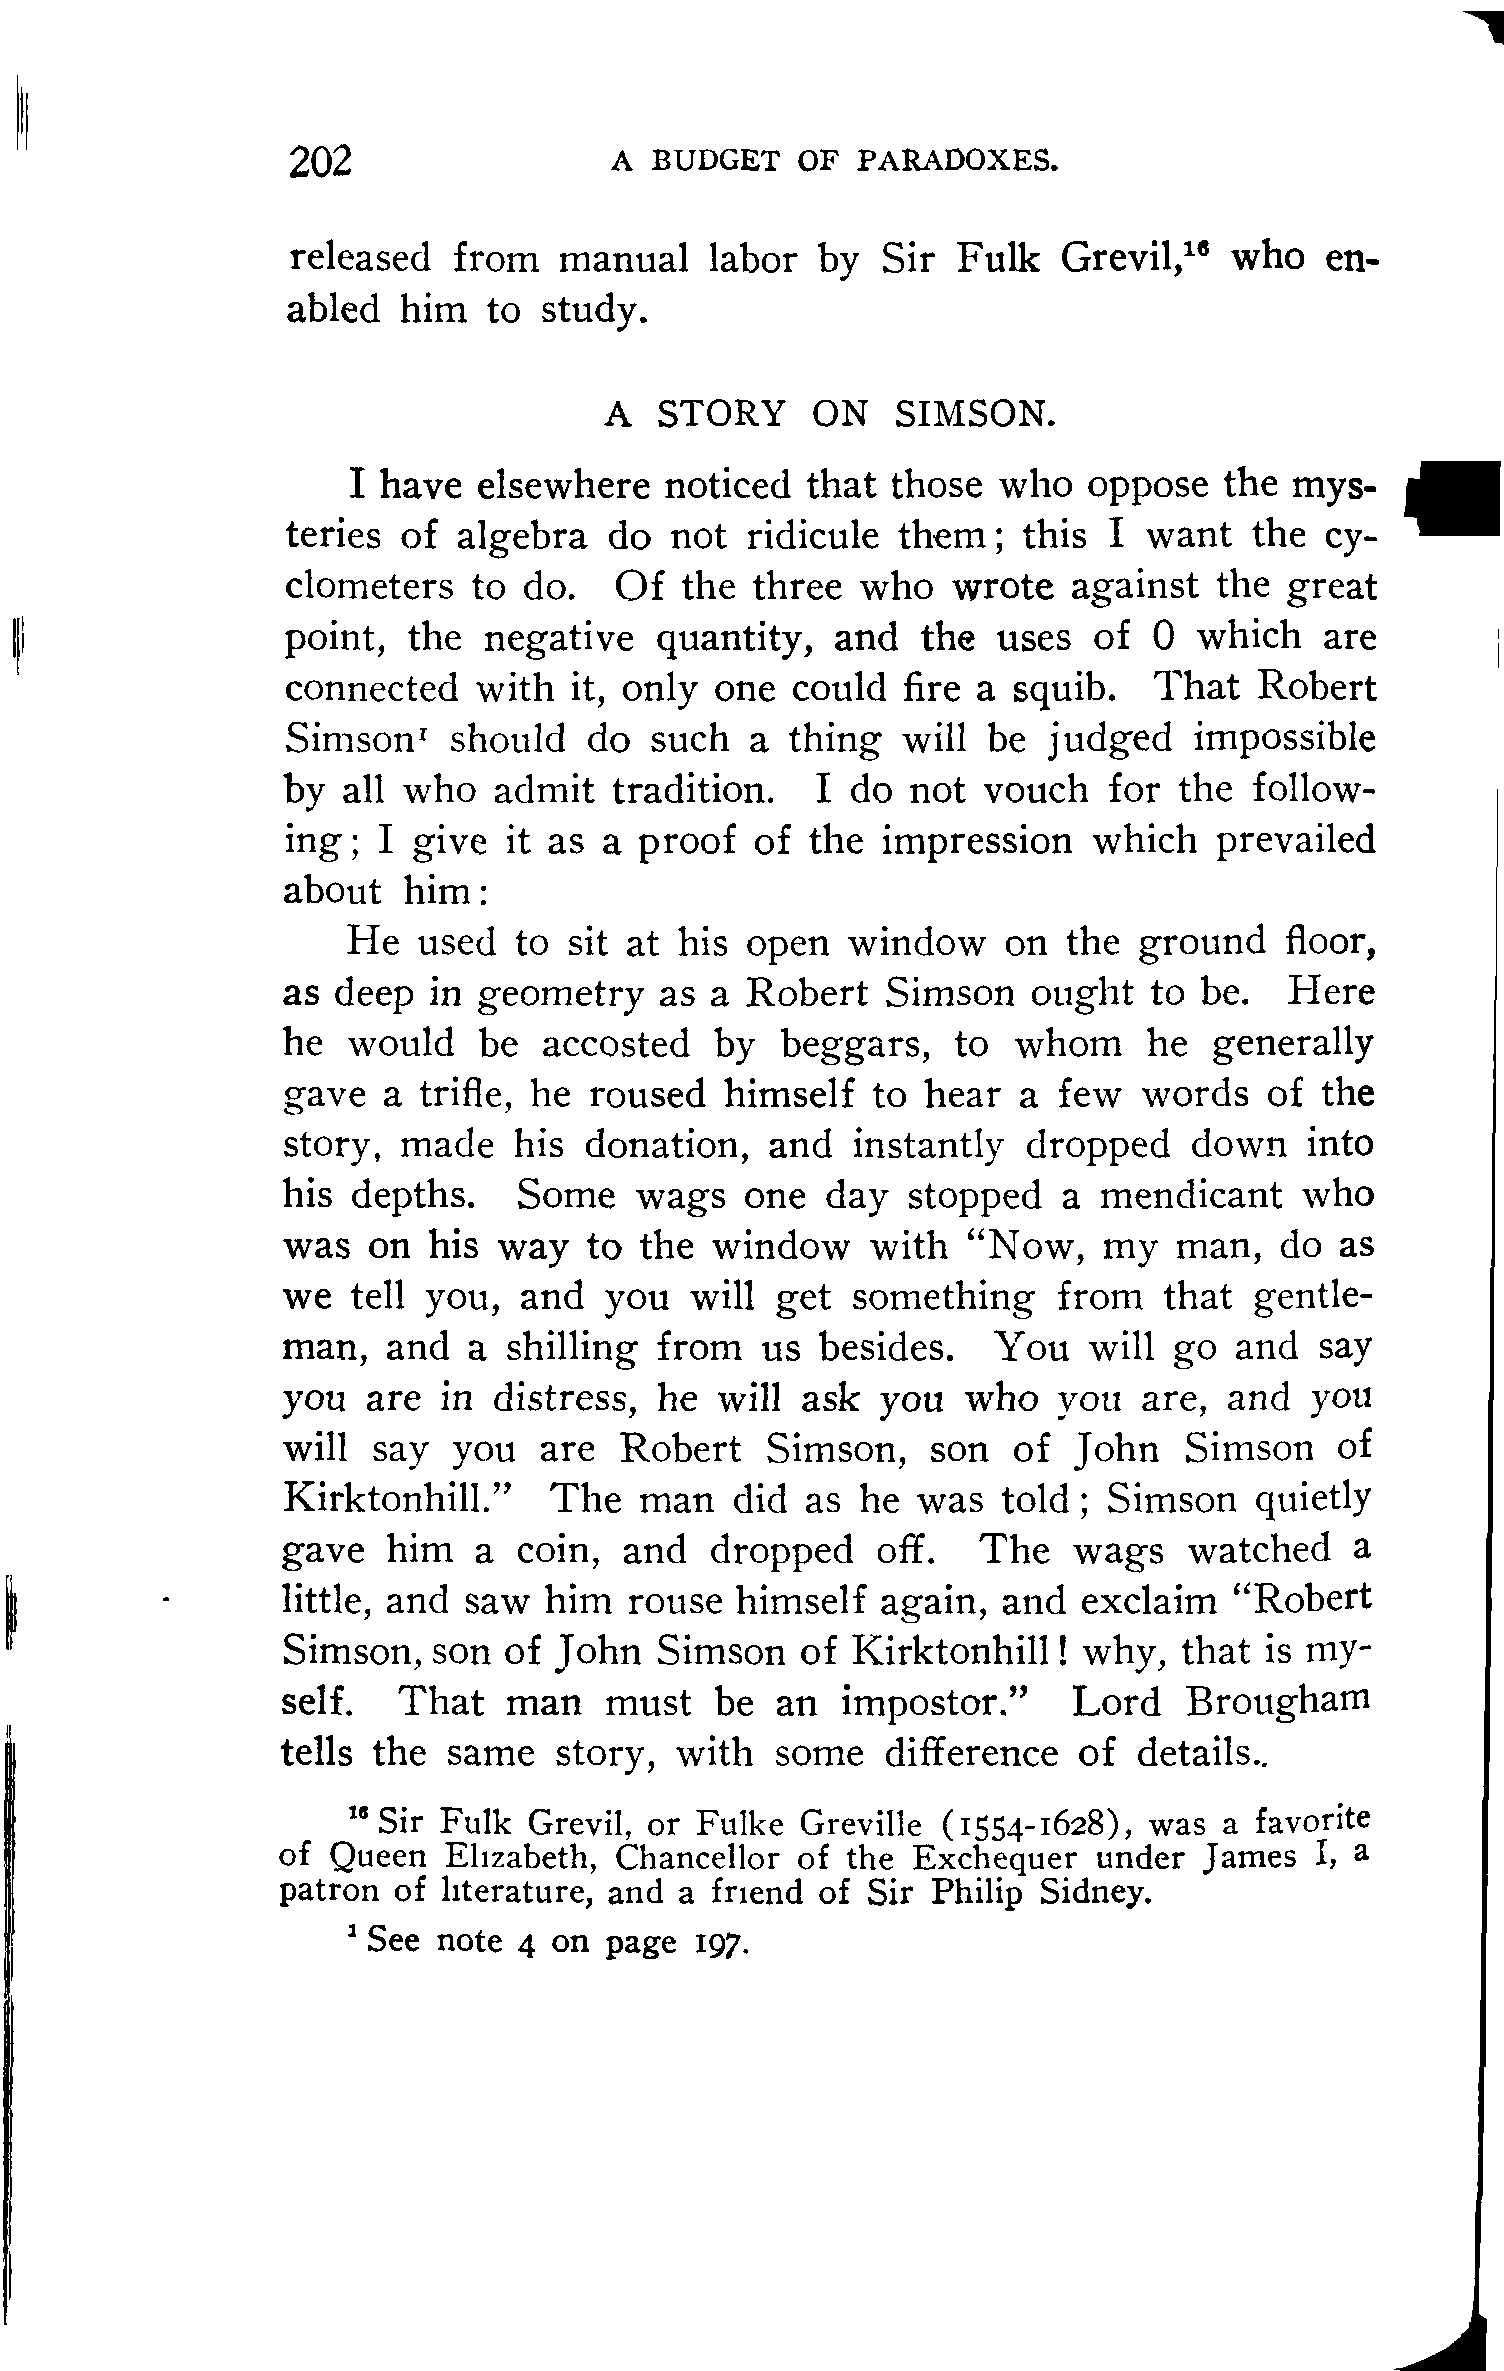 202 A BUDGET OF PARADOXES.
released from manual labor by Sir Fulk Grevil,¹⁶ who en-
abled him to study.
A STORY ON SIMSON.
I have elsewhere noticed that those who oppose the mys-
teries of algebra do not ridicule them; this I want the cy-
clometers to do. Of the three who wrote against the great
point, the negative quantity, and the uses of 0 which are
connected with it, only one could fire a squib. That Robert
Simson¹ should do such a thing will be judged impossible
by all who admit tradition. I do not vouch for the follow-
ing; I give it as a proof of the impression which prevailed
about him:
He used to sit at his open window on the ground floor,
as deep in geometry as a Robert Simson ought to be. Here
he would be accosted by beggars, to whom he generally
gave a trifle, he roused himself to hear a few words of the
story, made his donation, and instantly dropped down into
his depths. Some wags one day stopped a mendicant who
was on his way to the window with "Now, my man, do as
we tell you, and you will get something from that gentle-
man, and a shilling from us besides. You will go and say
you are in distress, he will ask you who you are, and you
will say you are Robert Simson, son of John Simson of
Kirktonhill." The man did as he was told; Simson quietly
gave him a coin, and dropped off. The wags watched a
little, and saw him rouse himself again, and exclaim "Robert
Simson, son of John Simson of Kirktonhill! why, that is my-
self. That man must be an impostor." Lord Brougham
tells the same story, with some difference of details..
¹⁶ Sir Fulk Grevil, or Fulke Greville (1554-1628), was a favorite
of Queen Elizabeth, Chancellor of the Exchequer under James I, a
patron of literature, and a friend of Sir Philip Sidney.
¹ See note 4 on page 197.